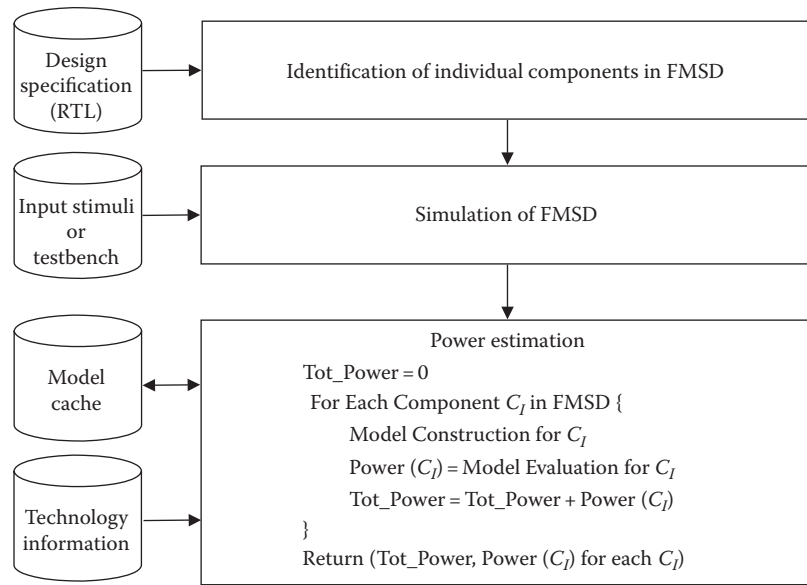 Design
specification
(RTL)
Identification of individual components in FMSD
Input stimuli
or
testbench
Simulation of FMSD
Model
cache
Technology
information
Power estimation
Tot_Power = 0
For Each Component C_I in FMSD {
Model Construction for C_I
Power (C_I) = Model Evaluation for C_I
Tot_Power = Tot_Power + Power (C_I)
}
Return (Tot_Power, Power (C_I) for each C_I)